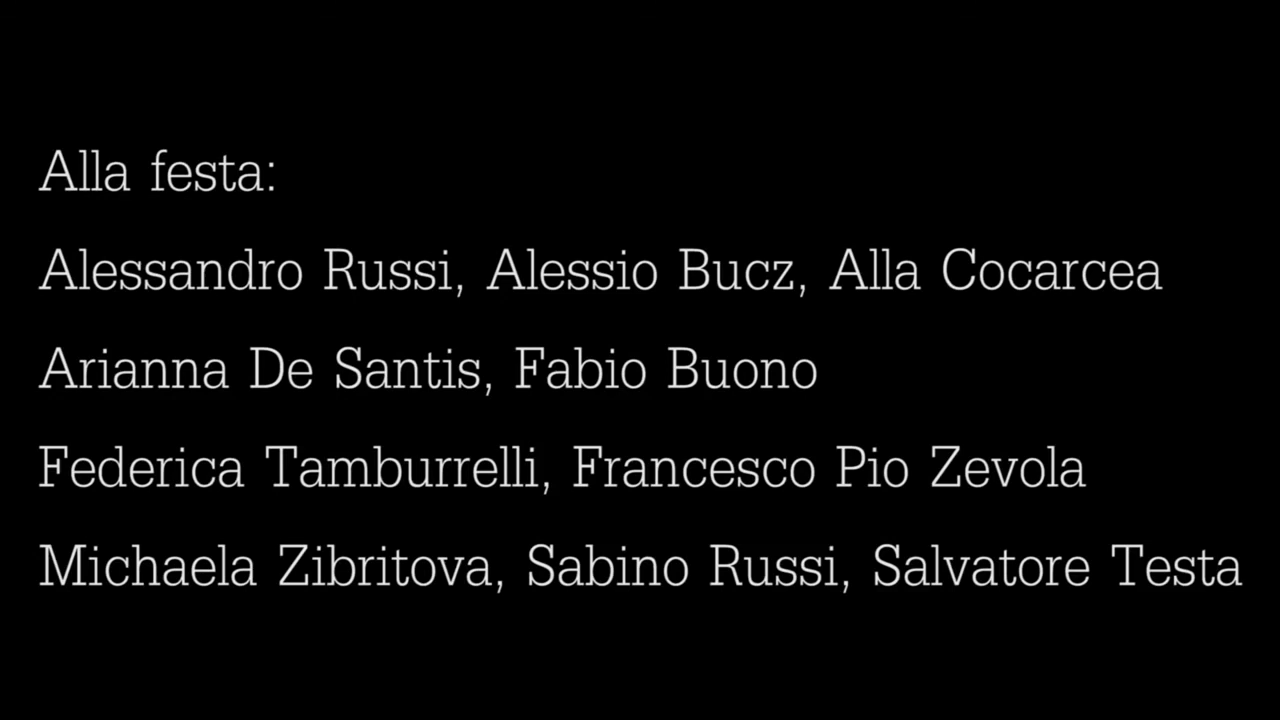 Alla festa:
Alessandro Russi, Alessio Bucz, Alla Cocarcea
Arianna De Santis, Fabio Buono
Federica Tamburrelli, Francesco Pio Zevola
Michaela Zibritova, Sabino Russi, Salvatore Testa